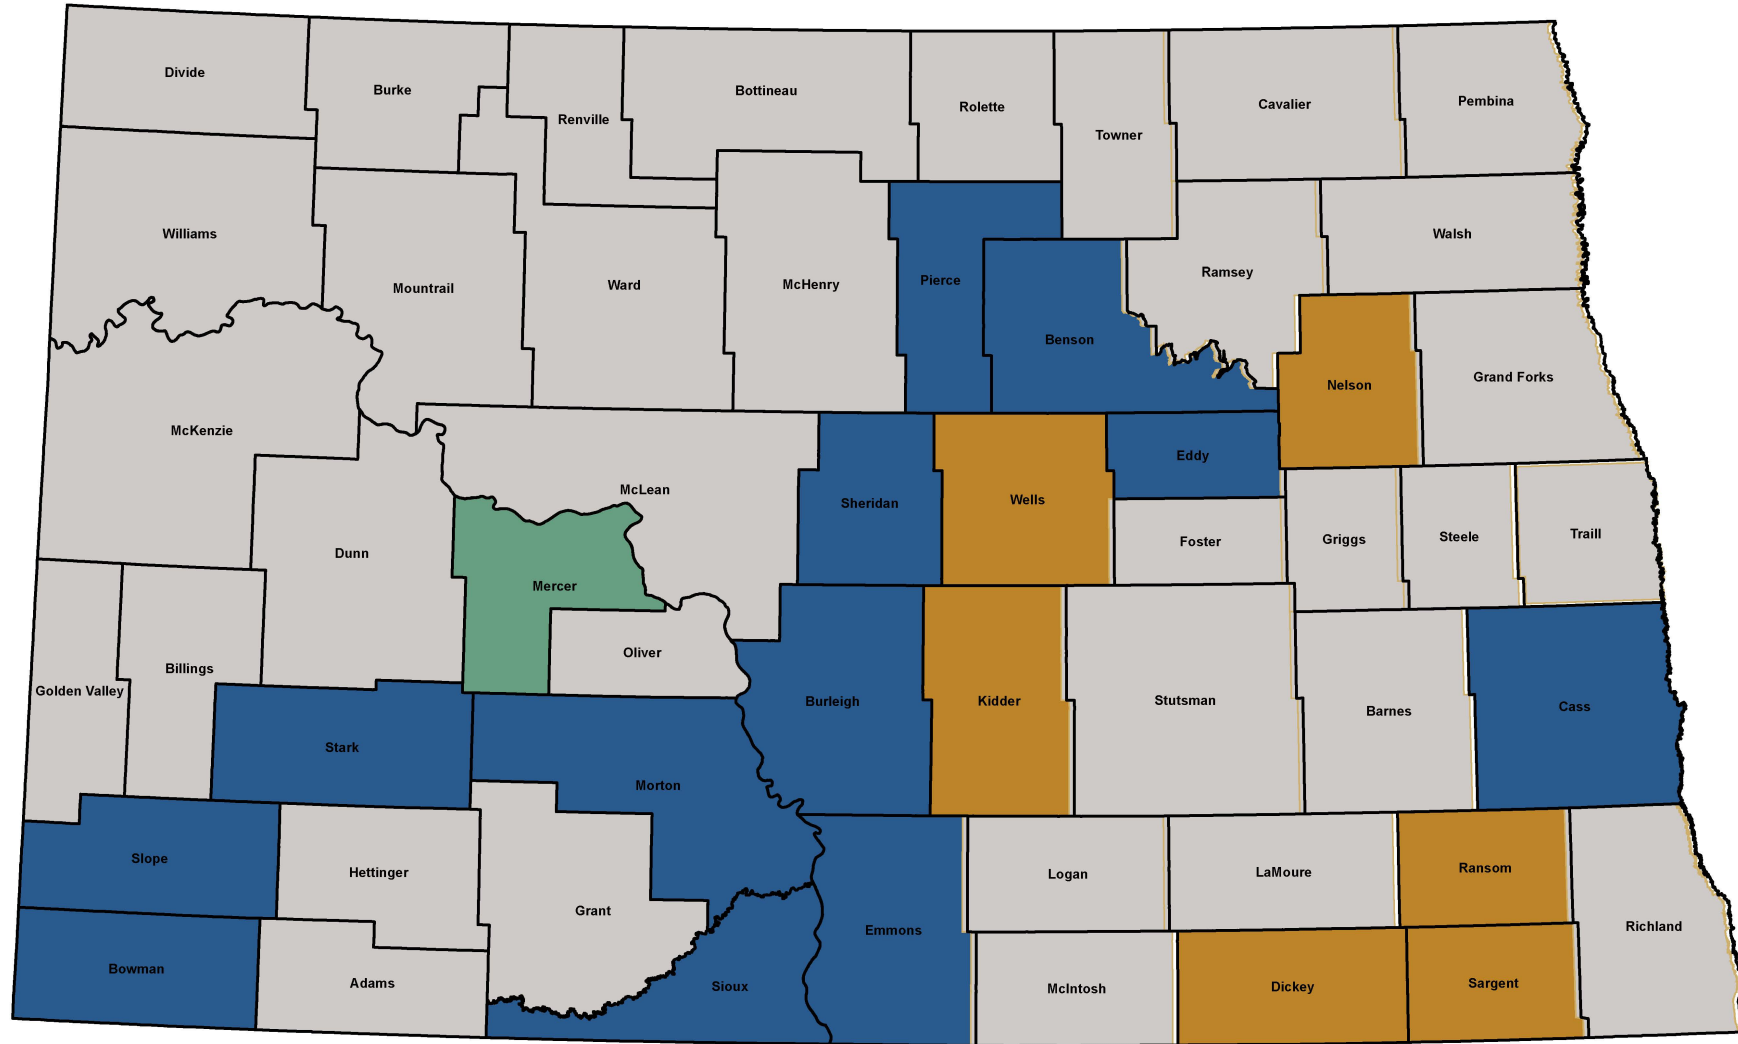 Divide
Burke
Renville
Bottineau
Rolette
Towner
Cavalier
Pembina
Williams
Mountrail
Ward
McHenry
Pierce
Benson
Ramsey
Walsh
Nelson
Grand Forks
McKenzie
Dunn
McLean
Mercer
Oliver
Sheridan
Wells
Eddy
Foster
Griggs
Steele
Traill
Golden Valley
Billings
Stark
Morton
Burleigh
Kidder
Stutsman
Barnes
Cass
Slope
Hettinger
Grant
Bowman
Adams
Sioux
Emmons
Logan
LaMoure
Ransom
Richland
McIntosh
Dickey
Sargent